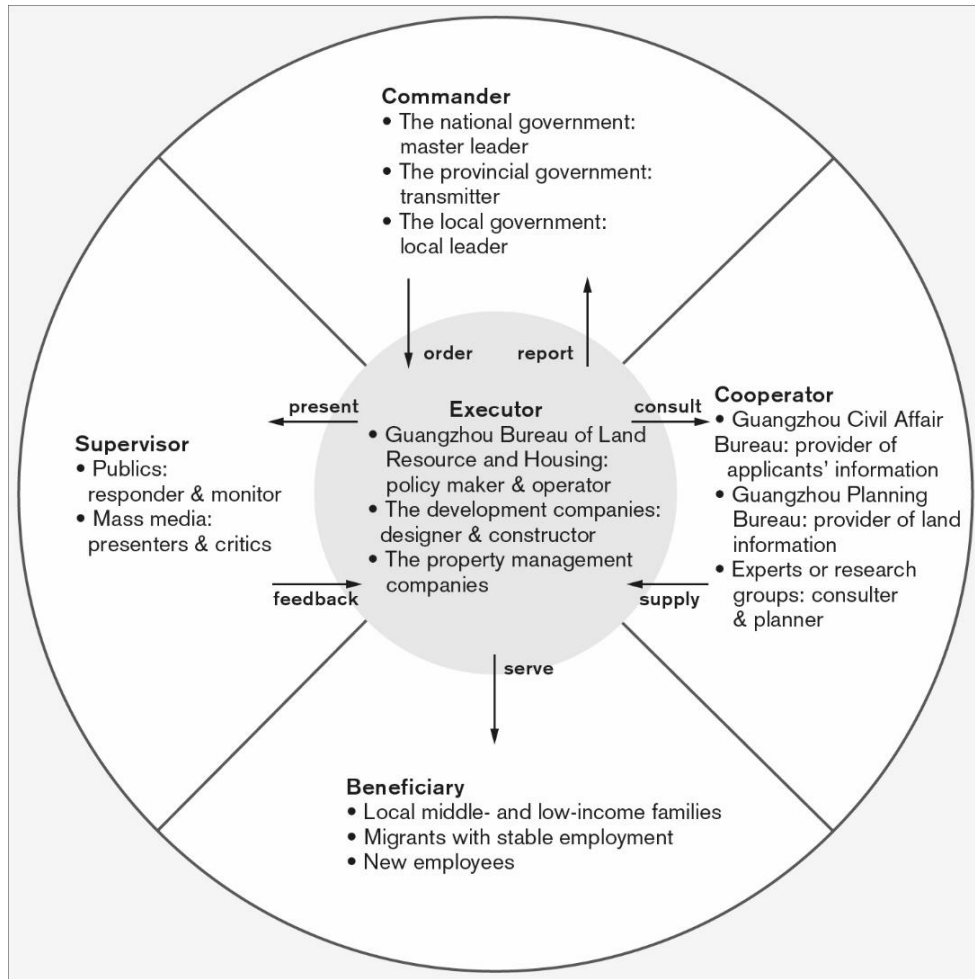 Commander
• The national government:
master leader
• The provincial government:
transmitter
• The local government:
local leader
order
report
present
consult
Executor
• Guangzhou Bureau of Land
Resource and Housing:
policy maker & operator
• The development companies:
designer & constructor
• The property management
companies
Supervisor
• Publics:
responder & monitor
• Mass media:
presenters & critics
Cooperator
• Guangzhou Civil Affair
Bureau: provider of
applicants’ information
• Guangzhou Planning
Bureau: provider of land
information
• Experts or research
groups: consulter
& planner
feedback
supply
serve
Beneficiary
• Local middle- and low-income families
• Migrants with stable employment
• New employees